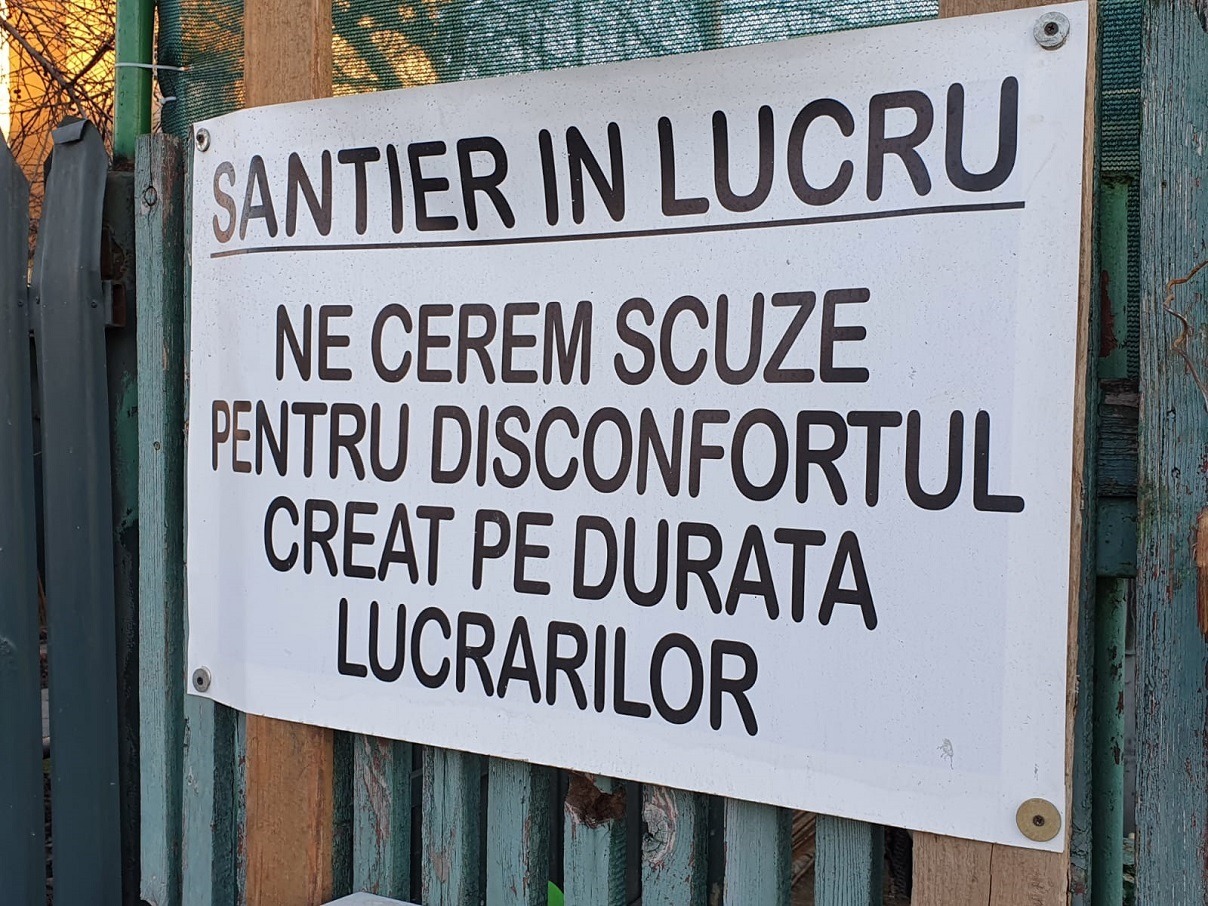 SANTIER IN LUCRU
NE CEREM SCUZE
PENTRU DISCONFORTUL
CREAT PE DURATA
LUCRARILOR